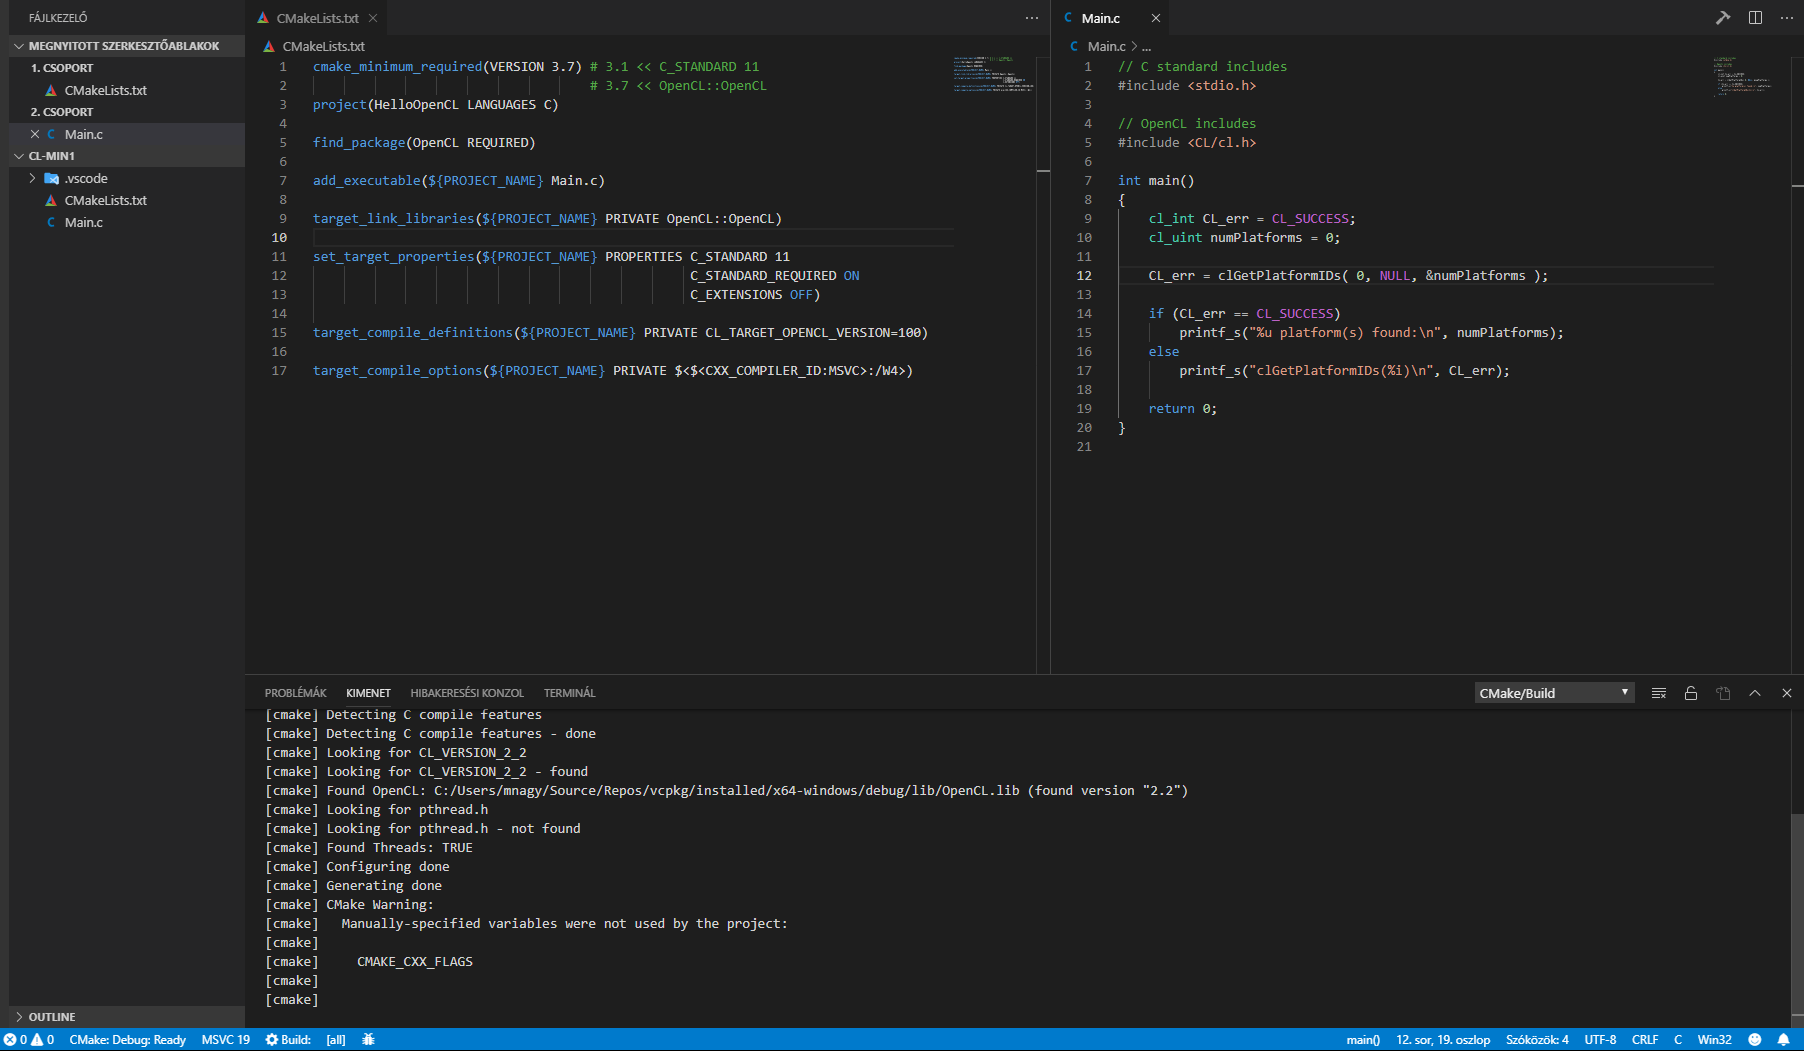 FÁJLKEZELŐ
MEGNYITOTT SZERKESZTŐABLAKOK
1. CSOPORT
CMakeLists.txt
2. CSOPORT
Main.c
CL-MIN1
.vscode
CMakeLists.txt
Main.c
OUTLINE
CMakeLists.txt
CMakeLists.txt
1 cmake_minimum_required(VERSION 3.7) # 3.1 << C_STANDARD 11
2 # 3.7 << OpenCL::OpenCL
3 project(HelloOpenCL LANGUAGES C)
4
5 find_package(OpenCL REQUIRED)
6
7 add_executable(${PROJECT_NAME} Main.c)
8
9 target_link_libraries(${PROJECT_NAME} PRIVATE OpenCL::OpenCL)
10
11 set_target_properties(${PROJECT_NAME} PROPERTIES C_STANDARD 11
12 C_STANDARD_REQUIRED ON
13 C_EXTENSIONS OFF)
14
15 target_compile_definitions(${PROJECT_NAME} PRIVATE CL_TARGET_OPENCL_VERSION=100)
16
17 target_compile_options(${PROJECT_NAME} PRIVATE $<$<CXX_COMPILER_ID:MSVC>:/W4>)
Main.c
Main.c > ...
1 // C standard includes
2 #include <stdio.h>
3
4 // OpenCL includes
5 #include <CL/cl.h>
6
7 int main()
8 {
9 cl_int CL_err = CL_SUCCESS;
10 cl_uint numPlatforms = 0;
11
12 CL_err = clGetPlatformIDs( 0, NULL, &numPlatforms );
13
14 if (CL_err == CL_SUCCESS)
15 printf_s("%u platform(s) found:\n", numPlatforms);
16 else
17 printf_s("clGetPlatformIDs(%i)\n", CL_err);
18
19 return 0;
20 }
21
PROBLÉMÁK KIMENET HIBAKERESÉSI KONZOL TERMINÁL CMake/Build
[cmake] Detecting C compile features
[cmake] Detecting C compile features - done
[cmake] Looking for CL_VERSION_2_2
[cmake] Looking for CL_VERSION_2_2 - found
[cmake] Found OpenCL: C:/Users/mnagy/Source/Repos/vcpkg/installed/x64-windows/debug/lib/OpenCL.lib (found version "2.2")
[cmake] Looking for pthread.h
[cmake] Looking for pthread.h - not found
[cmake] Found Threads: TRUE
[cmake] Configuring done
[cmake] Generating done
[cmake] CMake Warning:
[cmake] Manually-specified variables were not used by the project:
[cmake]
[cmake] CMAKE_CXX_FLAGS
[cmake]
[cmake]
0 0 CMake: Debug: Ready MSVC 19 Build: [all] main() 12. sor, 19. oszlop Szóközök: 4 UTF-8 CRLF C Win32